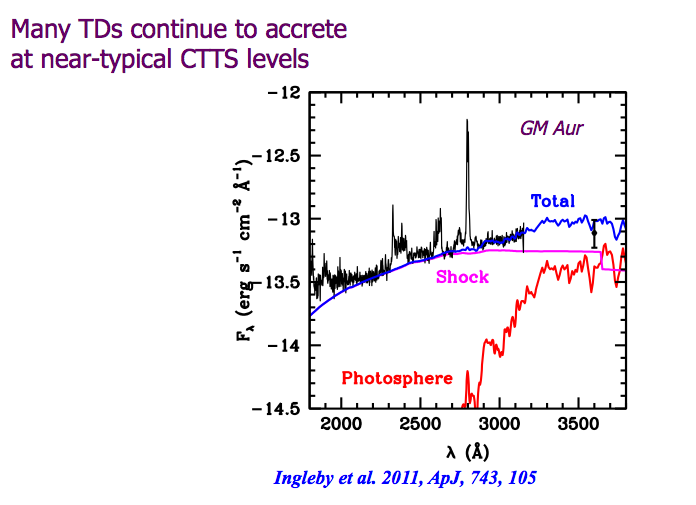 Many TDs continue to accrete
at near-typical CTTS levels
-12
GM Aur
-12.5
Total
-13
Shock
-13.5
-14
Photosphere
-14.5
2000 2500 3000 3500
λ (Å)
F_λ (erg s⁻¹ cm⁻² Å⁻¹)
Ingleby et al. 2011, ApJ, 743, 105